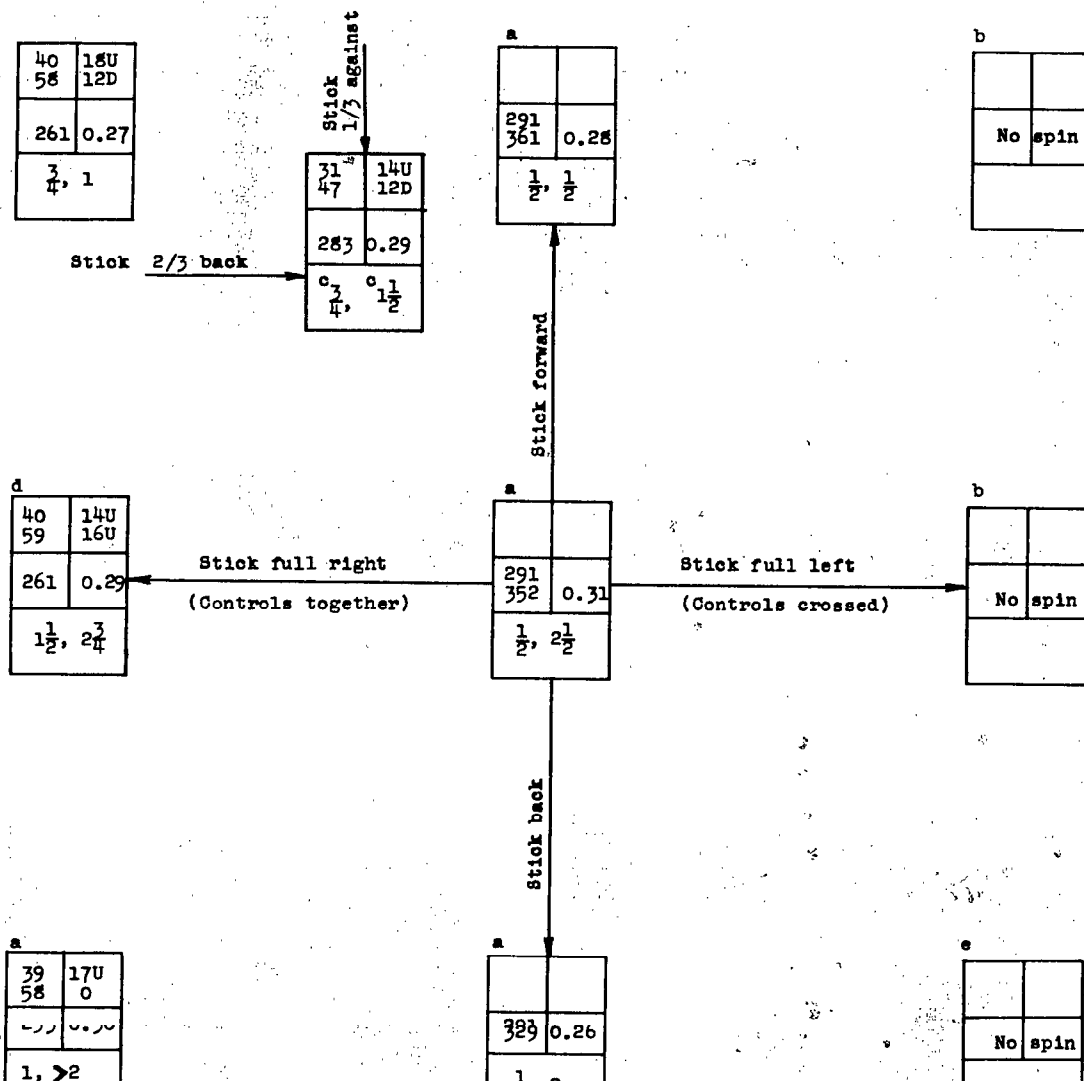 40 18U
58 12D
261 0.27
3/4, 1
Stick
1/3 against
31 14U
47 12D
283 0.29
c3/4, c1 1/2
Stick 2/3 back
a
291
361 0.28
1/2, 1/2
b
No spin
Stick forward
d
40 14U
59 16U
261 0.29
1 1/2, 2 3/4
Stick full right
(Controls together)
a
291
352 0.31
1/2, 2 1/2
Stick full left
(Controls crossed)
b
No spin
Stick back
a
39 17U
58 0
1, >2
a
329 0.26
e
No spin